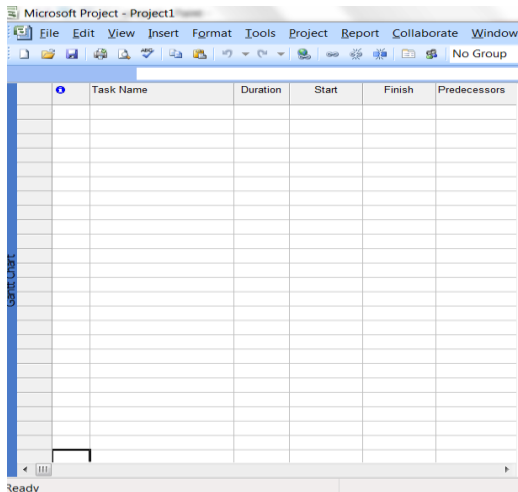 Microsoft Project - Project1
File Edit View Insert Format Tools Project Report Collaborate Window
No Group
Task Name Duration Start Finish Predecessors
Gantt Chart
Ready